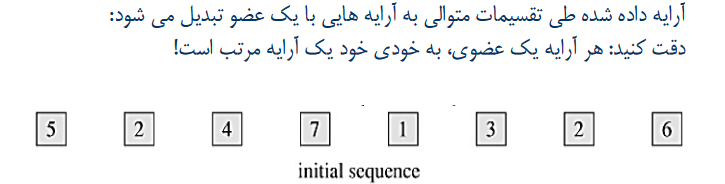 آرایه داده شده طی تقسیمات متوالی به آرایه هایی با یک عضو تبدیل می شود:
دقت کنید: هر آرایه یک عضوی، به خودی خود یک آرایه مرتب است!
5 2 4 7 1 3 2 6
initial sequence